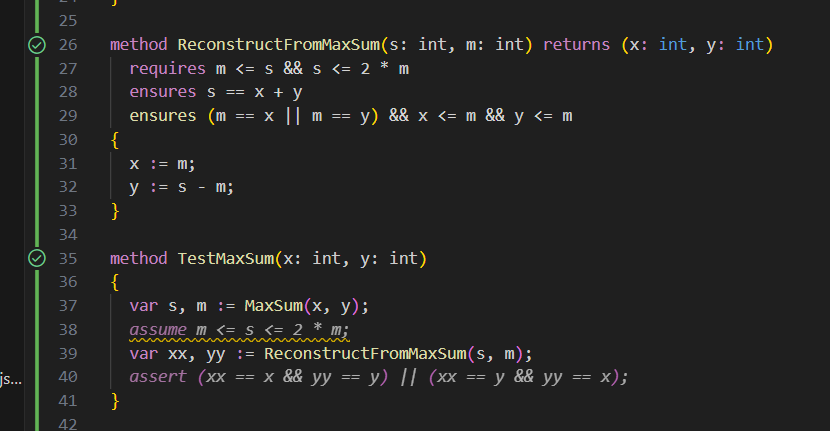 25
26 method ReconstructFromMaxSum(s: int, m: int) returns (x: int, y: int)
27 requires m <= s && s <= 2 * m
28 ensures s == x + y
29 ensures (m == x || m == y) && x <= m && y <= m
30 {
31 x := m;
32 y := s - m;
33 }
34
35 method TestMaxSum(x: int, y: int)
36 {
37 var s, m := MaxSum(x, y);
38 assume m <= s <= 2 * m;
39 var xx, yy := ReconstructFromMaxSum(s, m);
js... 40 assert (xx == x && yy == y) || (xx == y && yy == x);
41 }
42